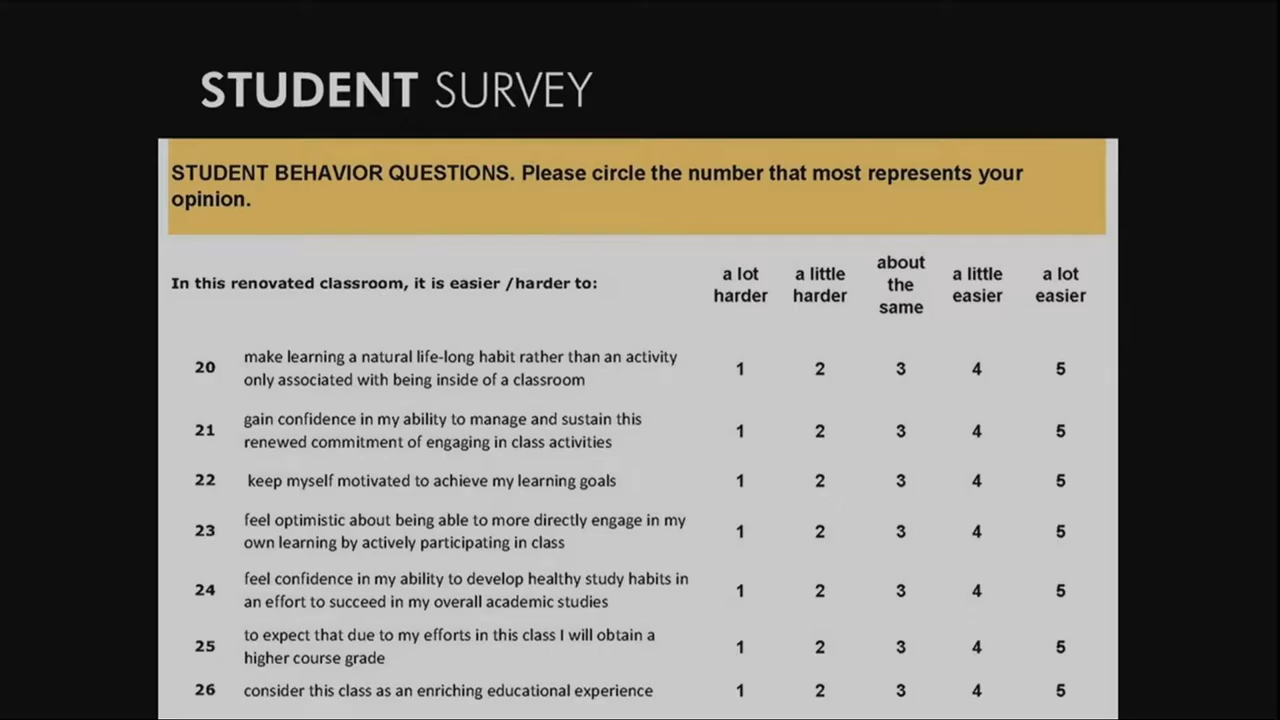 STUDENT SURVEY
STUDENT BEHAVIOR QUESTIONS. Please circle the number that most represents your
opinion.
In this renovated classroom, it is easier /harder to:
a lot harder
a little harder
about the same
a little easier
a lot easier
20 make learning a natural life-long habit rather than an activity
only associated with being inside of a classroom
1 2 3 4 5
21 gain confidence in my ability to manage and sustain this
renewed commitment of engaging in class activities
1 2 3 4 5
22 keep myself motivated to achieve my learning goals 1 2 3 4 5
23 feel optimistic about being able to more directly engage in my
own learning by actively participating in class
1 2 3 4 5
24 feel confidence in my ability to develop healthy study habits in
an effort to succeed in my overall academic studies
1 2 3 4 5
25 to expect that due to my efforts in this class I will obtain a
higher course grade
1 2 3 4 5
26 consider this class as an enriching educational experience 1 2 3 4 5